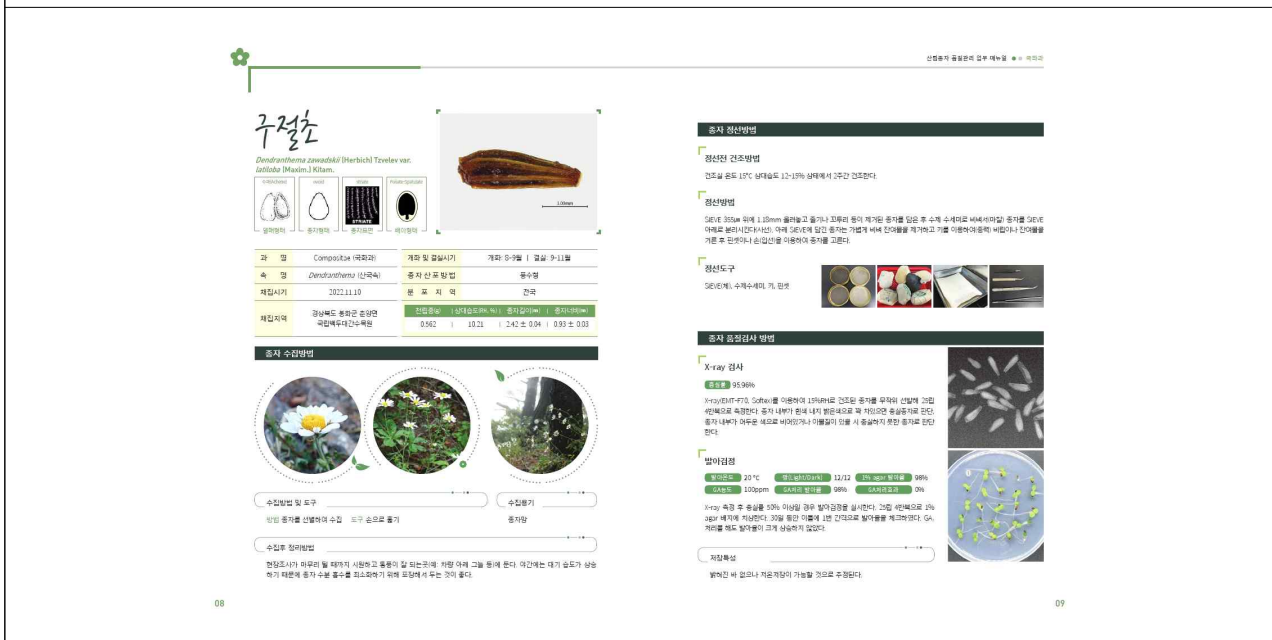 산림종자 품질관리 업무 매뉴얼 국화과
구절초
Dendranthema zawadskii (Herbich) Tzvelev var.
latiloba (Maxim.) Kitam.
수과(Achene)
ovoid
striate
Foliate-Spatulate
STRIATE
열매형태
종자형태
종자표면
배아형태
1.00mm
과 명 Compositae (국화과)
속 명 Dendranthema (산국속)
채집시기 2022.11.10
채집지역 경상북도 봉화군 춘양면
국립백두대간수목원
개화 및 결실시기 개화: 8-9월 | 결실: 9-11월
종자산포방법 풍수형
분 포 지 역 전국
천립중(g) | 상대습도(RH, %) | 종자길이(㎜) | 종자너비(㎜)
0.562 | 10.21 | 2.42 ± 0.04 | 0.93 ± 0.03
종자 수집방법
수집방법 및 도구
방법 종자를 선별하여 수집 도구 손으로 훑기
수집용기
종자망
수집후 정리방법
현장조사가 마무리 될 때까지 시원하고 통풍이 잘 되는곳(예: 차량 아래 그늘 등)에 둔다. 야간에는 대기 습도가 상승
하기 때문에 종자 수분 흡수를 최소화하기 위해 포장해서 두는 것이 좋다.
08
종자 정선방법
정선전 건조방법
건조실 온도 15℃ 상대습도 12-15% 상태에서 2주간 건조한다.
정선방법
SIEVE 355㎛ 위에 1.18mm 올려놓고 줄기나 꼬투리 등이 제거된 종자를 담은 후 수제 수세미로 비벼서(마찰) 종자를 SIEVE
아래로 분리시킨다(사선). 아래 SIEVE에 담긴 종자는 가볍게 비벼 잔여물을 제거하고 키를 이용하여(풍력) 비립이나 잔여물을
거른 후 핀셋이나 손(입선)을 이용하여 종자를 고른다.
정선도구
SIEVE(체), 수제수세미, 키, 핀셋
종자 품질검사 방법
X-ray 검사
충실률 95.96%
X-ray(EMT-F70, Softex)를 이용하여 15%RH로 건조된 종자를 무작위 선발해 25립
4반복으로 측정한다. 종자 내부가 흰색 내지 밝은색으로 꽉 차있으면 충실종자로 판단,
종자 내부가 어두운 색으로 비어있거나 이물질이 있을 시 충실하지 못한 종자로 판단
한다.
발아검정
발아온도 20 ℃ 명(Light/Dark) 12/12 1% agar 발아율 98%
GA농도 100ppm GA처리 발아율 98% GA처리효과 0%
X-ray 측정 후 충실률 50% 이상일 경우 발아검정을 실시한다. 25립 4반복으로 1%
agar 배지에 치상한다. 30일 동안 이틀에 1번 간격으로 발아율을 체크하였다. GA
처리를 해도 발아율이 크게 상승하지 않았다.
저장특성
밝혀진 바 없으나 저온저장이 가능할 것으로 추정된다.
09